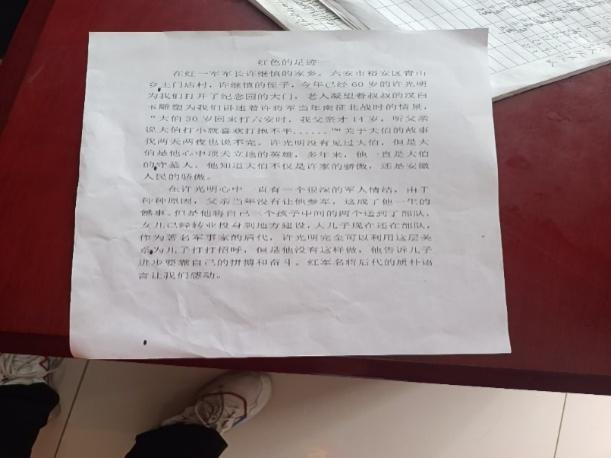 红色的足迹
在红一军军长许继慎的家乡，六安市裕安区青山
乡土门店村，许继慎的侄子，今年已经60岁的许光明
为我们打开了纪念园的大门，老人凝望着叔叔的汉白
玉雕塑为我们讲述着许将军当年南征北战时的情景，
“大伯30岁回来打六安时，我父亲才14岁，听父亲
说大伯打小就喜欢打抱不平......”关于大伯的故事
我两天两夜也说不完。许光明没有见过大伯，但是大
伯是他心中顶天立地的英雄，多年来，他一直是大伯
的守墓人。他知道大伯不仅是许家的骄傲，还是安徽
人民的骄傲。
在许光明心中一直有一个很深的军人情结，由于
种种原因，父亲当年没有让他参军，这成了他一生的
憾事。但是他将自己三个孩子中间的两个送到了部队，
女儿已经转业投身到地方建设，大儿子现在还在部队，
作为著名军事家的后代，许光明完全可以利用这层关
系为儿子打打招呼，但是他没有这样做，他告诉儿子
进步要靠自己的拼搏和奋斗。红军名将后代的质朴语
言让我们感动。